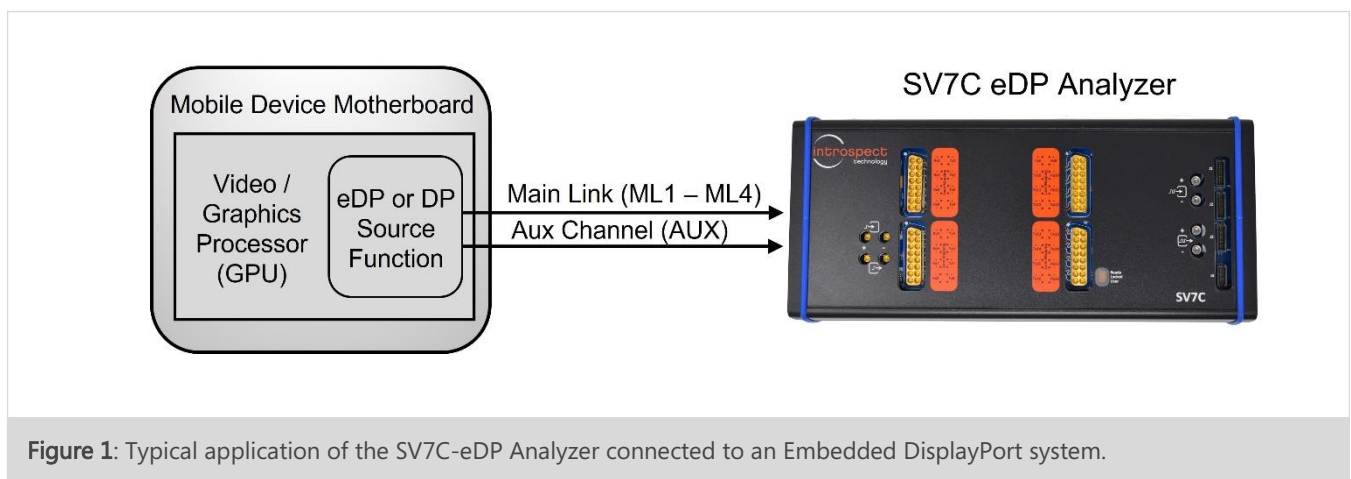 Mobile Device Motherboard
Video /
Graphics
Processor
(GPU)
eDP or DP
Source
Function
Main Link (ML1 – ML4)
Aux Channel (AUX)
SV7C eDP Analyzer
introspect
technology
SV7C
Figure 1: Typical application of the SV7C-eDP Analyzer connected to an Embedded DisplayPort system.